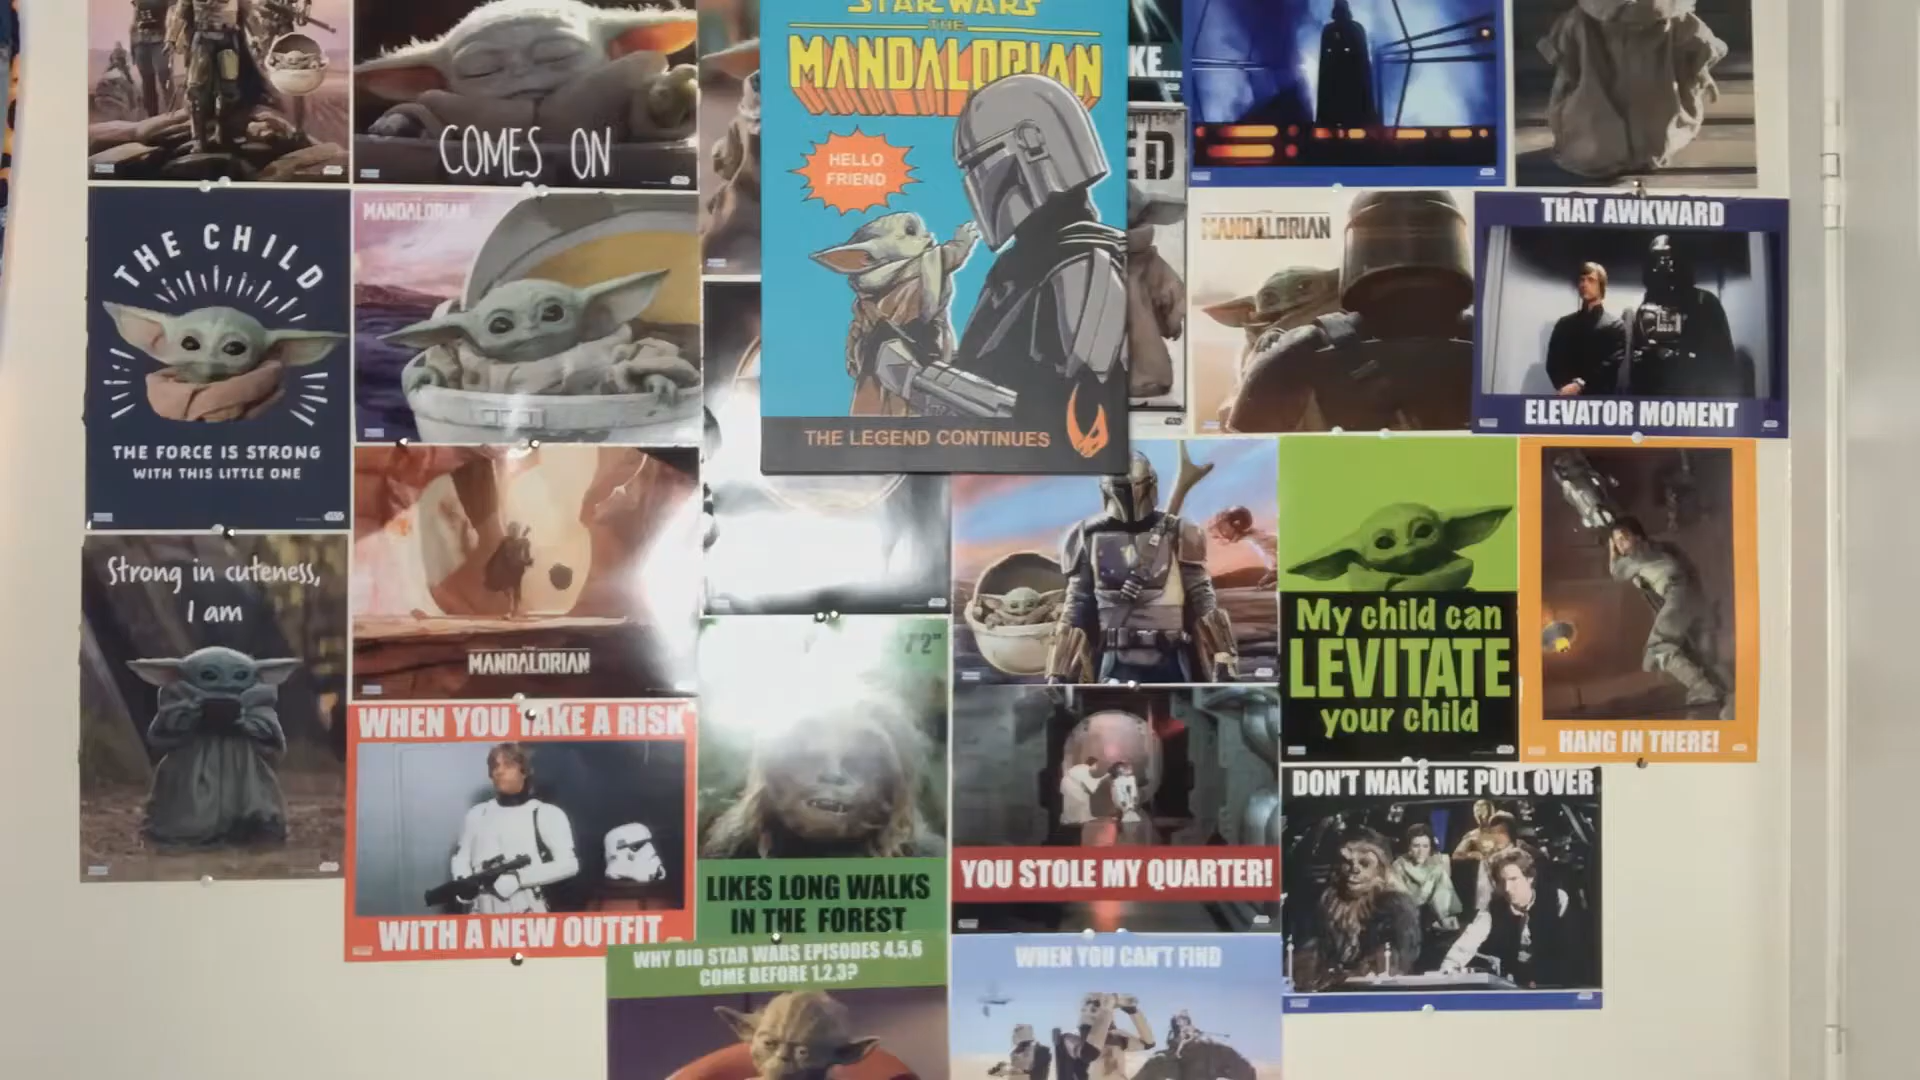 STAR WARS
THE
MANDALORIAN
HELLO
FRIEND
THE LEGEND CONTINUES
COMES ON
KE...
ED
THE CHILD
THE FORCE IS STRONG
WITH THIS LITTLE ONE
MANDALORIAN
MANDALORIAN
THAT AWKWARD
ELEVATOR MOMENT
Strong in cuteness,
I am
MANDALORIAN
7'2"
My child can
LEVITATE
your child
HANG IN THERE!
WHEN YOU TAKE A RISK
WITH A NEW OUTFIT
LIKES LONG WALKS
IN THE FOREST
YOU STOLE MY QUARTER!
DON'T MAKE ME PULL OVER
WHY DID STAR WARS EPISODES 4,5,6
COME BEFORE 1,2,3?
WHEN YOU CAN'T FIND